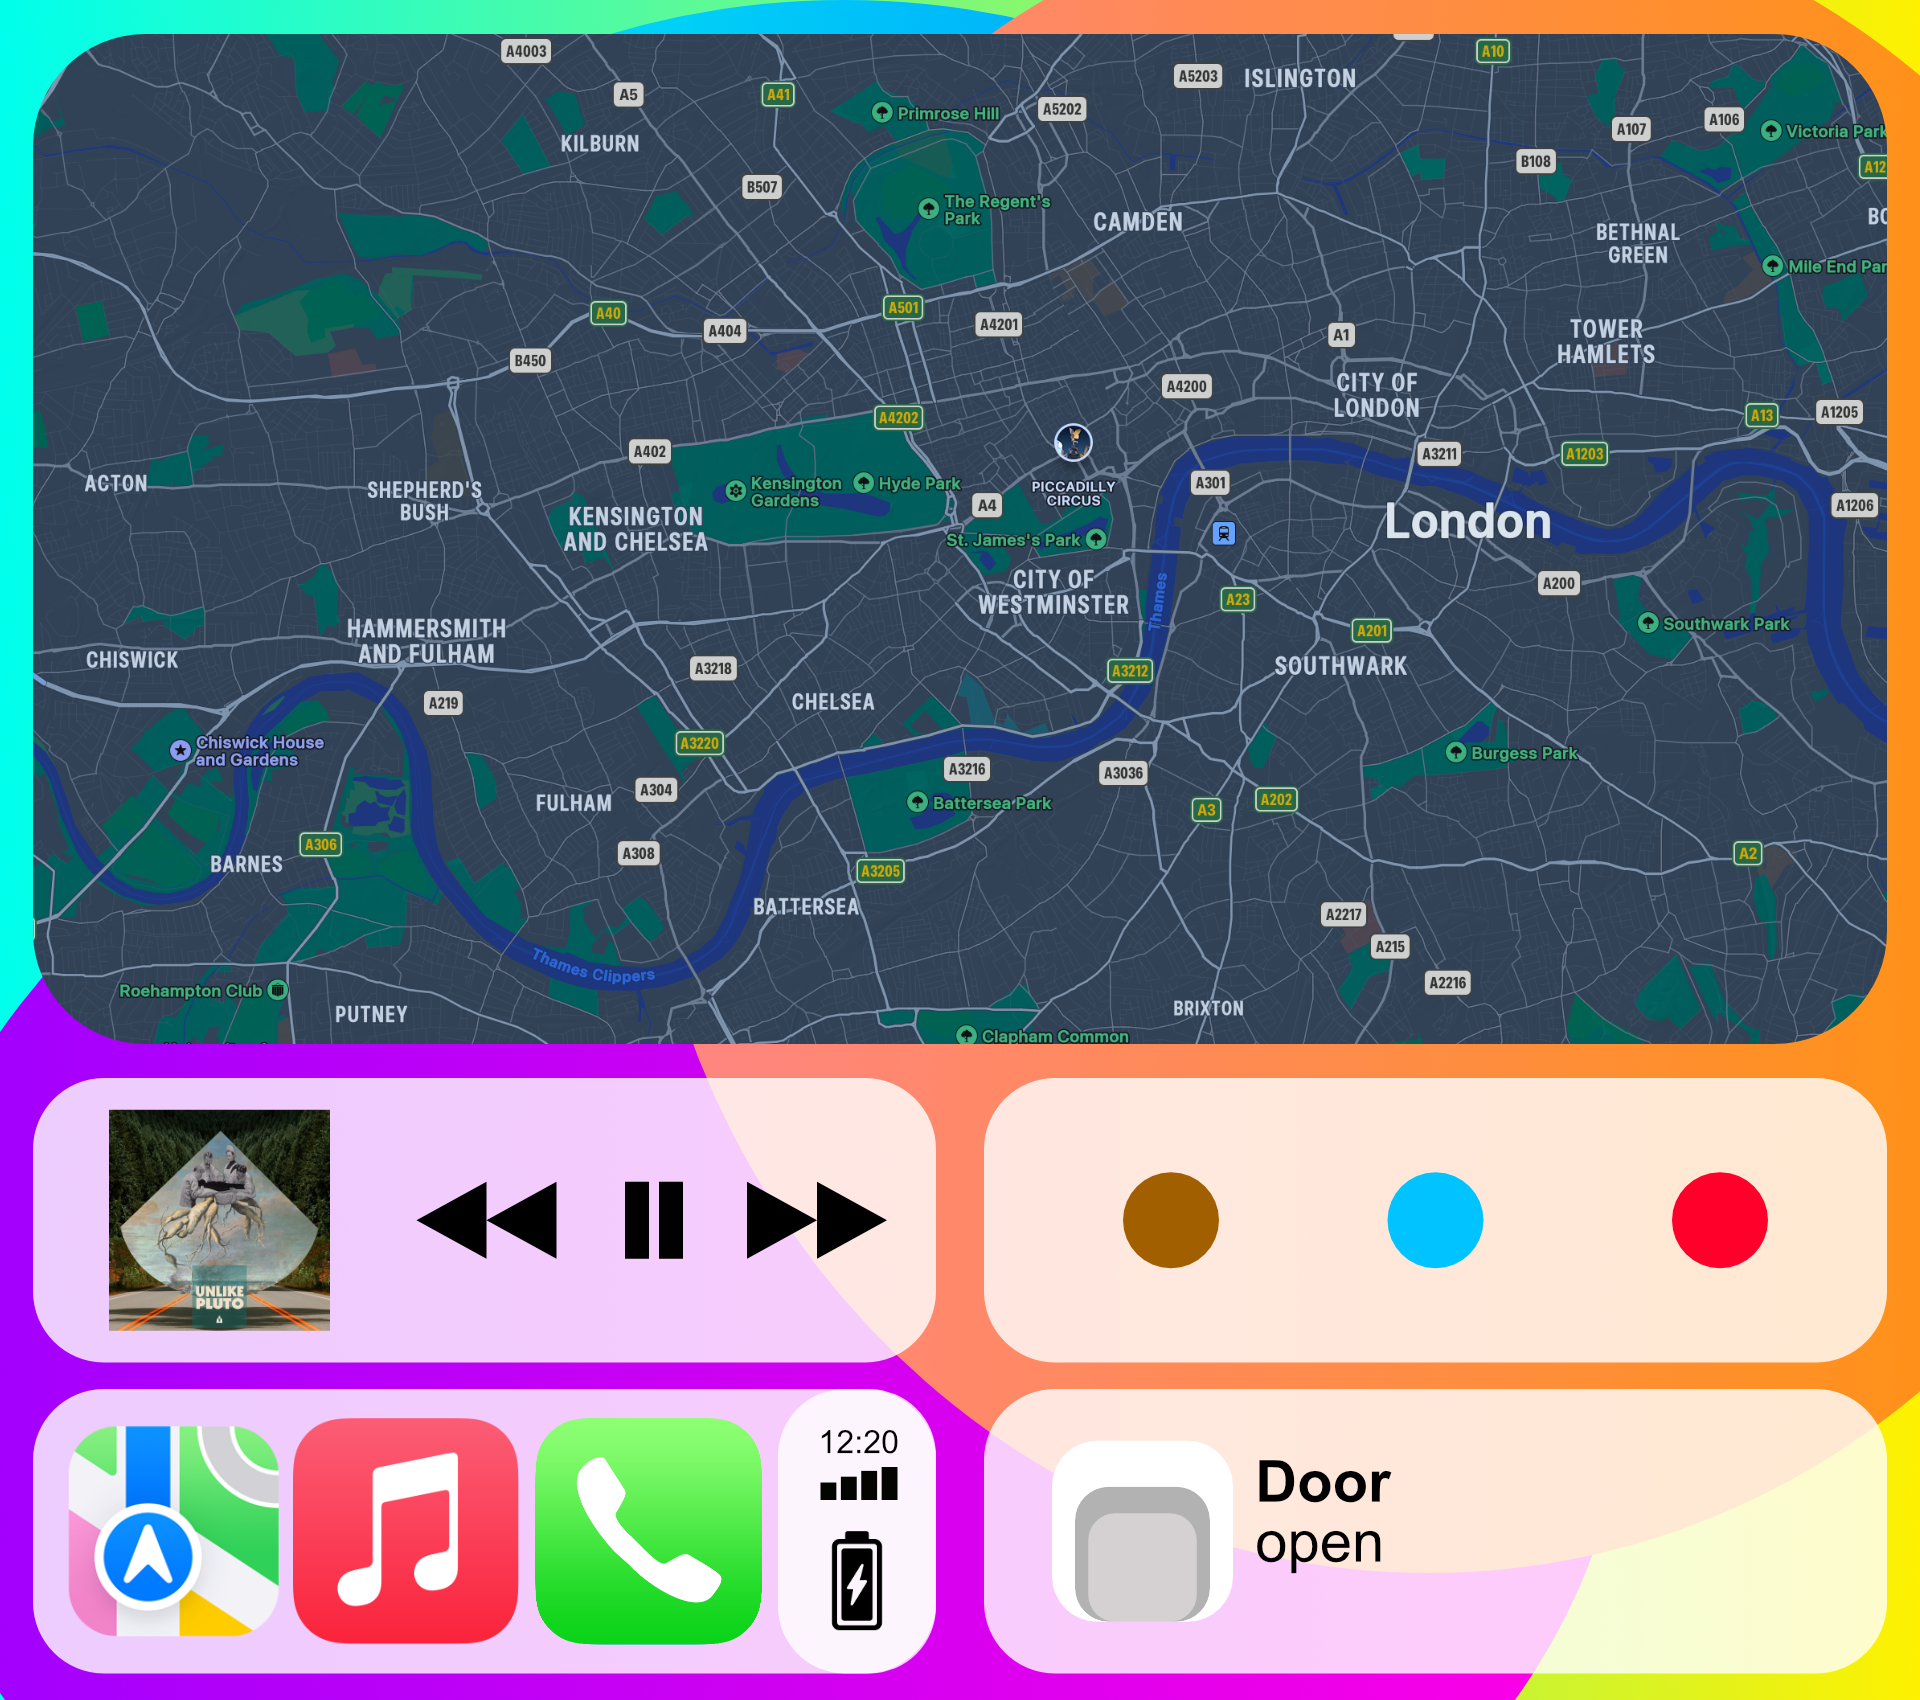 A4003
A10
A5
A41
A5203
ISLINGTON
Primrose Hill
A5202
A107
A106
Victoria Park
KILBURN
B507
B108
A12
The Regent's
Park
CAMDEN
BETHNAL
GREEN
Mile End Par
A40
A404
A501
A4201
A1
TOWER
HAMLETS
B450
CITY OF
LONDON
A4200
A4202
A13
A1205
A402
A3211
A1203
ACTON
SHEPHERD'S
BUSH
Kensington
Gardens
Hyde Park
A4
PICCADILLY
CIRCUS
A301
A1206
KENSINGTON
AND CHELSEA
London
St. James's Park
CITY OF
WESTMINSTER
Thames
A23
A200
Southwark Park
HAMMERSMITH
AND FULHAM
A201
CHISWICK
A3218
A3212
SOUTHWARK
A219
CHELSEA
Chiswick House
and Gardens
A3220
A3216
A3036
Burgess Park
FULHAM
A304
Battersea Park
A3
A202
A306
A308
BARNES
A3205
A2
BATTERSEA
A2217
A215
Thames Clippers
A2216
Roehampton Club
PUTNEY
BRIXTON
Clapham Common
UNLIKE
PLUTO
12:20
Door
open